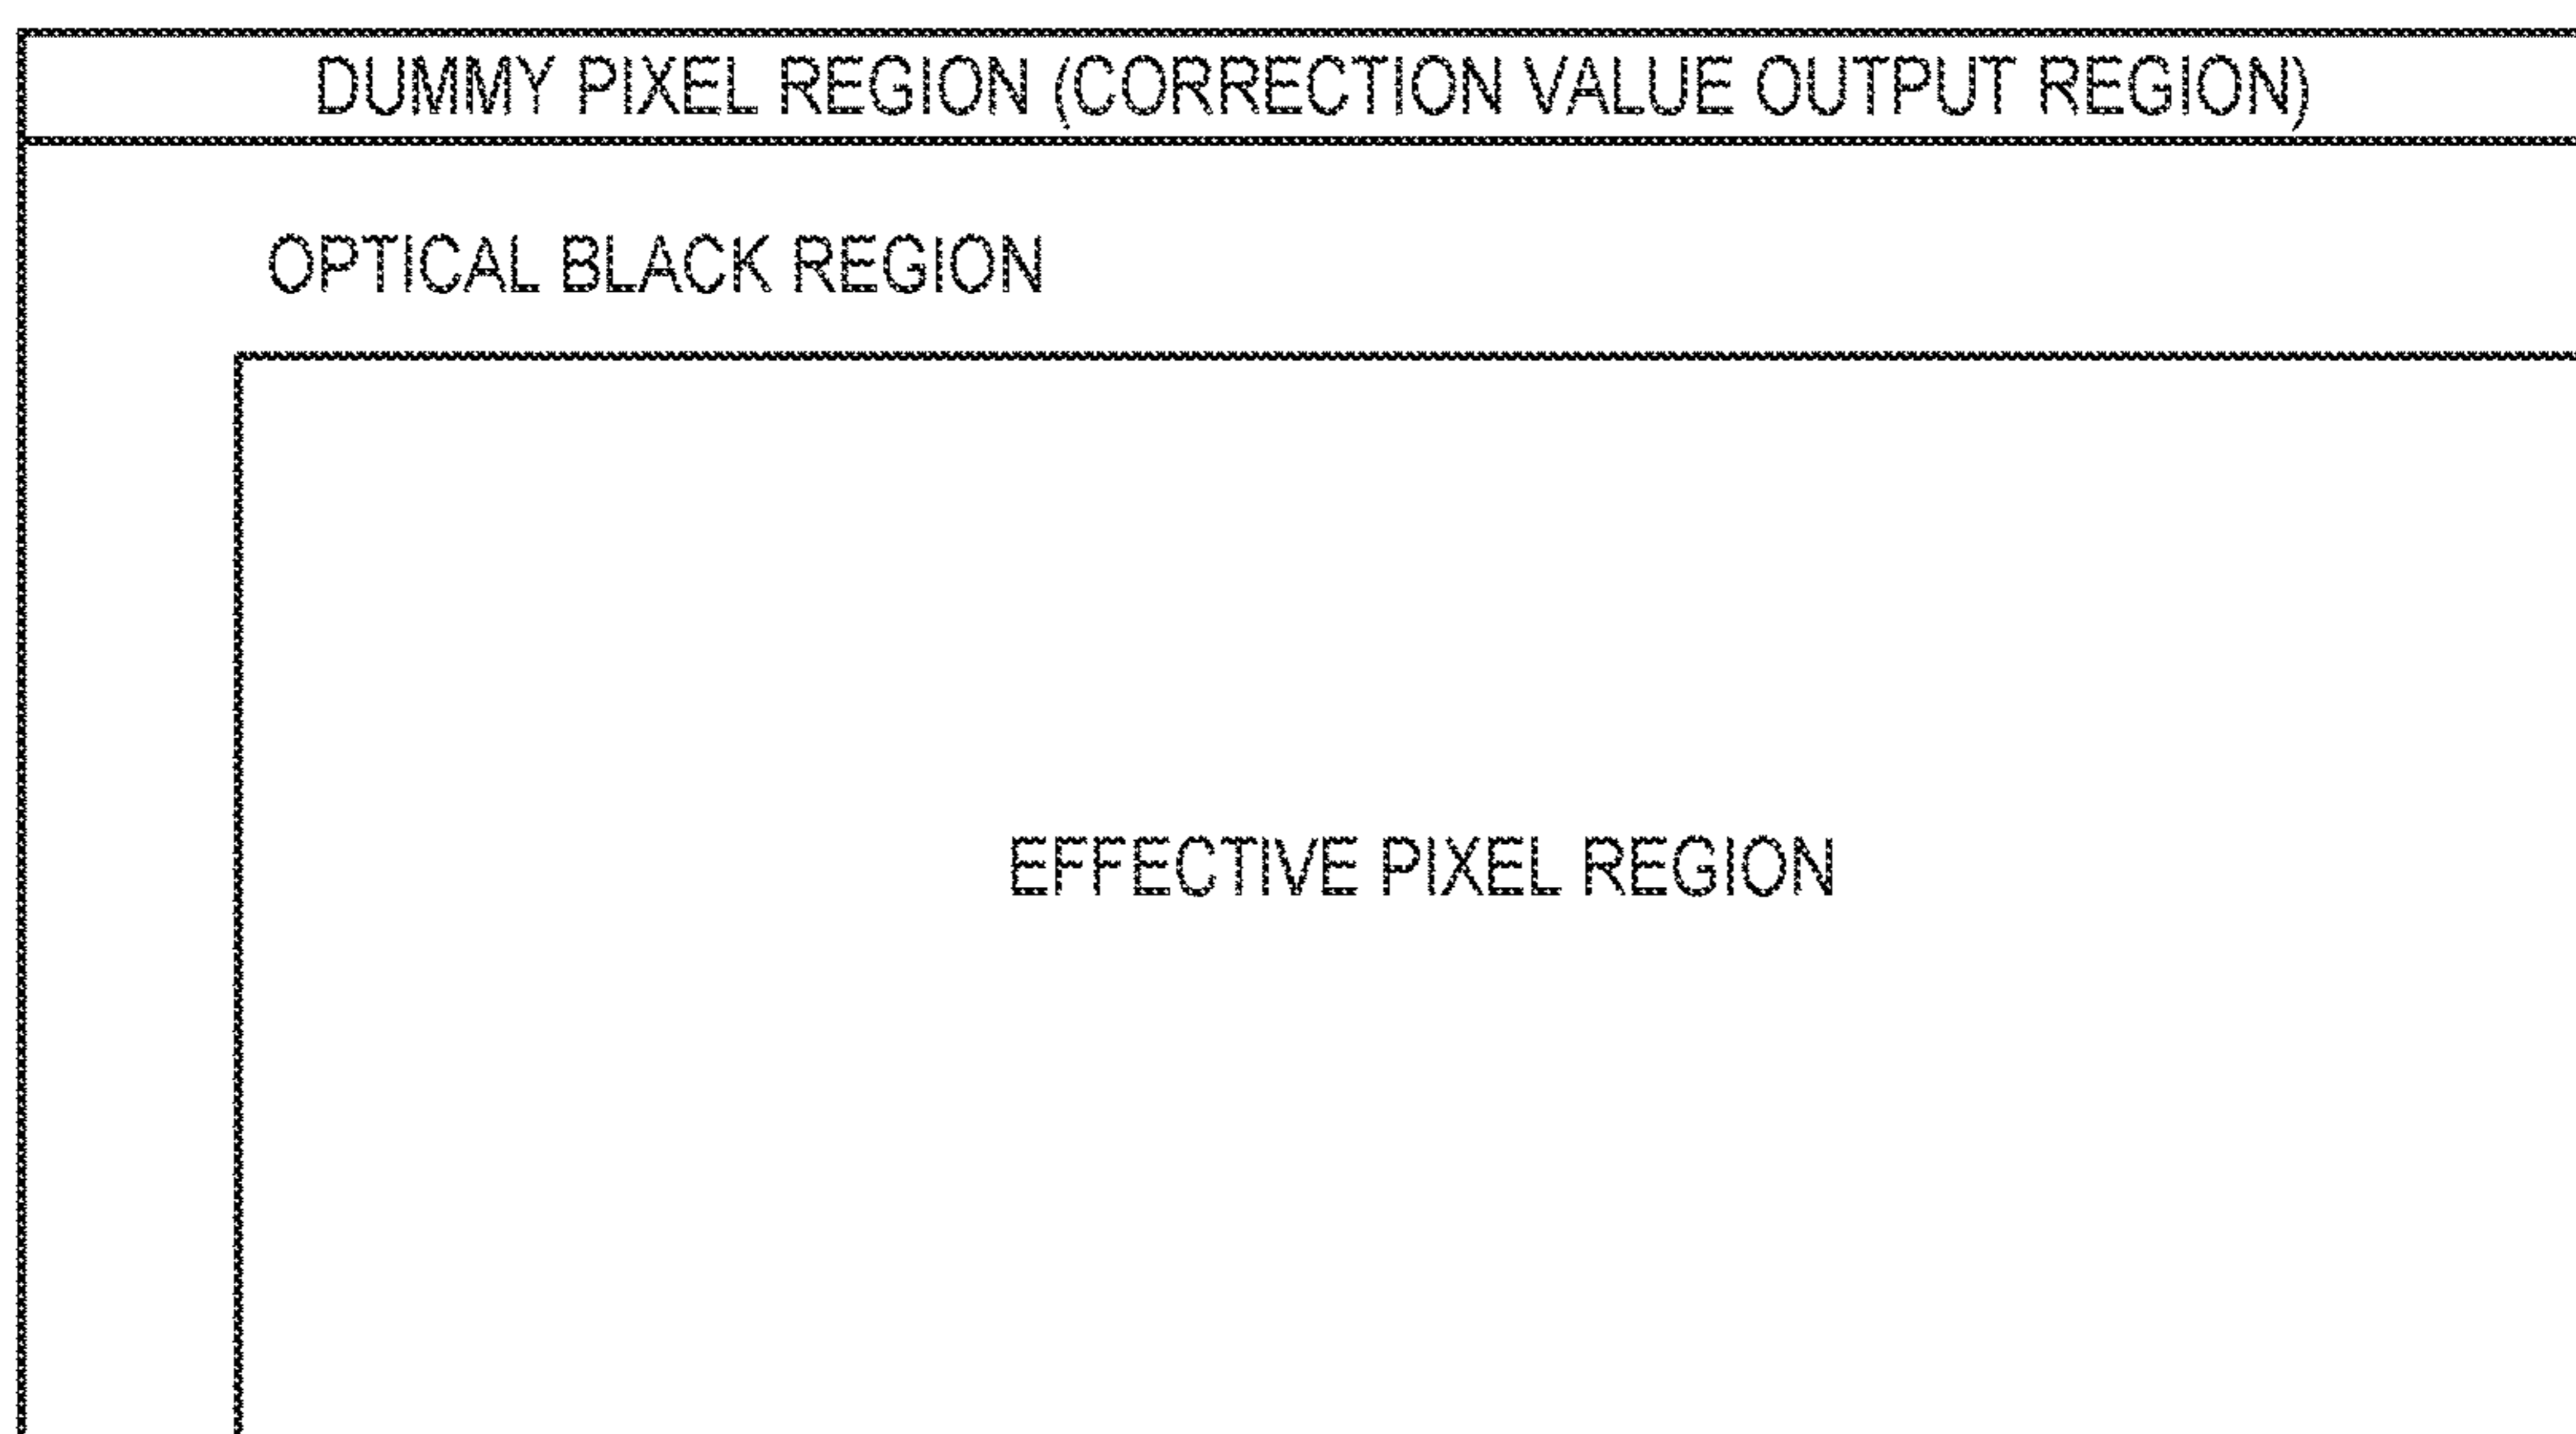 DUMMY PIXEL REGION (CORRECTION VALUE OUTPUT REGION)
OPTICAL BLACK REGION
EFFECTIVE PIXEL REGION